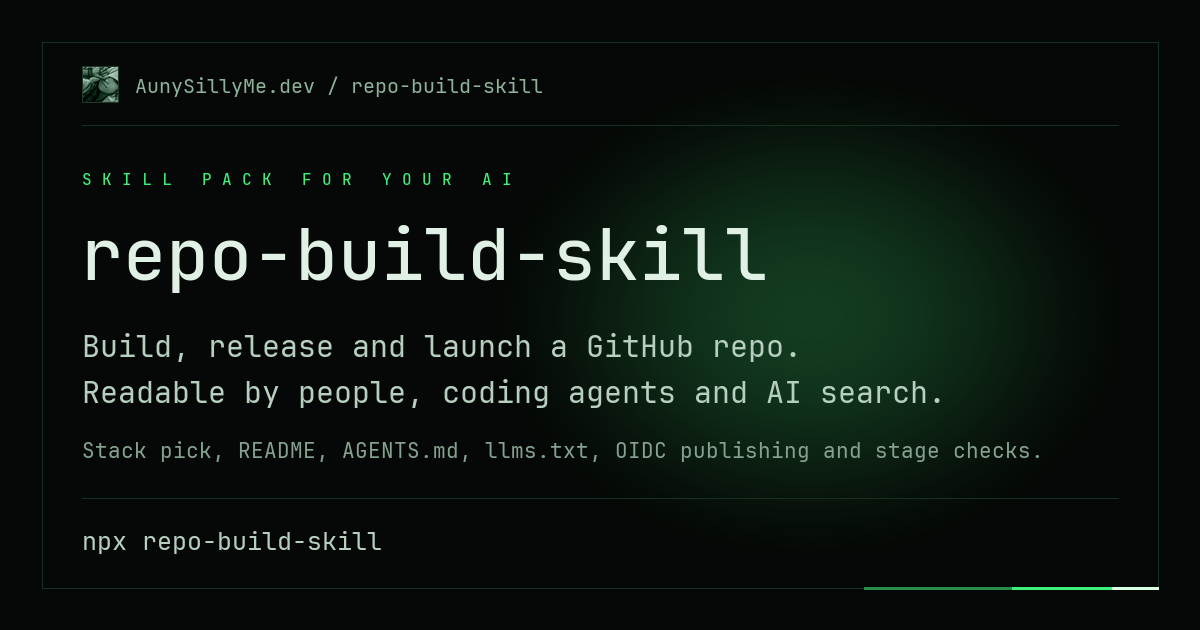 AunySillyMe.dev / repo-build-skill
SKILL PACK FOR YOUR AI
repo-build-skill
Build, release and launch a GitHub repo.
Readable by people, coding agents and AI search.
Stack pick, README, AGENTS.md, llms.txt, OIDC publishing and stage checks.
npx repo-build-skill